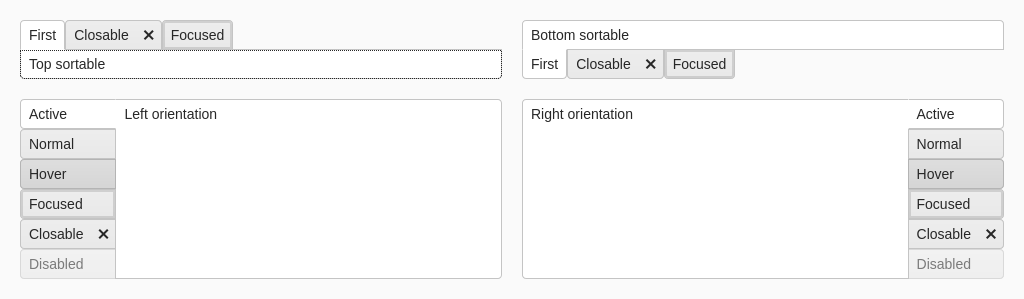 First Closable ✕ Focused
Top sortable
Bottom sortable
First Closable ✕ Focused
Active Left orientation
Normal
Hover
Focused
Closable ✕
Disabled
Right orientation Active
Normal
Hover
Focused
Closable ✕
Disabled